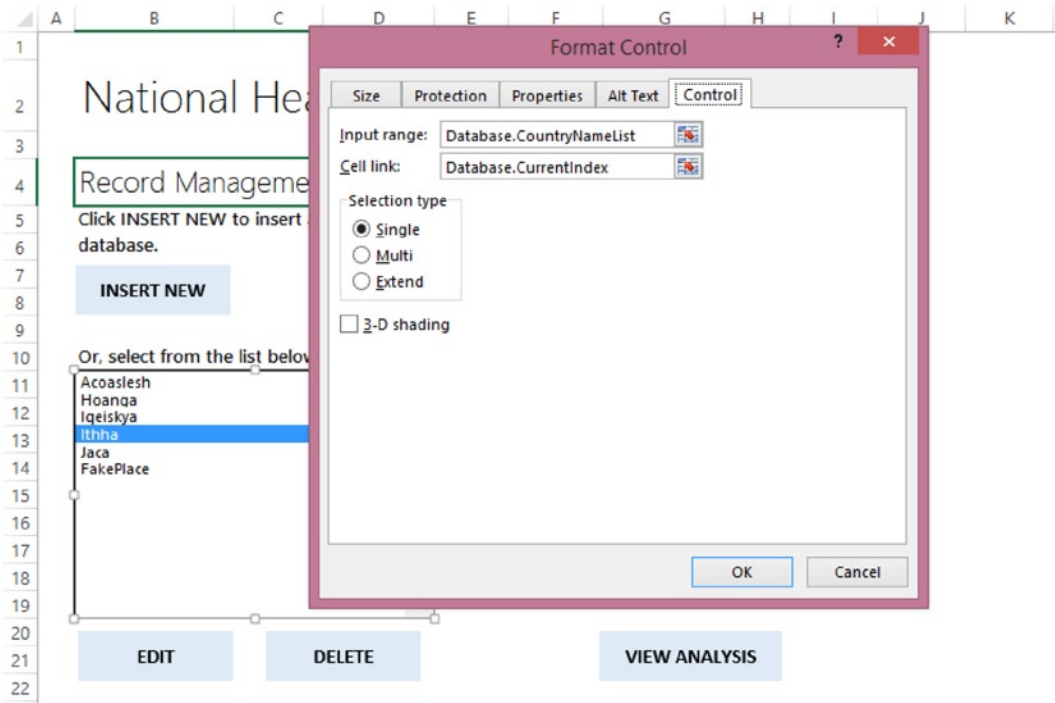 A B C D E F G H I J K
Format Control ? ×
1
2 National Hea
3
4 Record Manageme
5 Click INSERT NEW to insert
6 database.
7
8 INSERT NEW
9
10 Or, select from the list below
11 Acoaslesh
Hoanga
12 Iqeiskya
13 Ithha
Jaca
14 FakePlace
15
16
17
18
19
20
21 EDIT DELETE VIEW ANALYSIS
22
Size Protection Properties Alt Text Control
Input range: Database.CountryNameList
Cell link: Database.CurrentIndex
Selection type
Single
Multi
Extend
3-D shading
OK Cancel